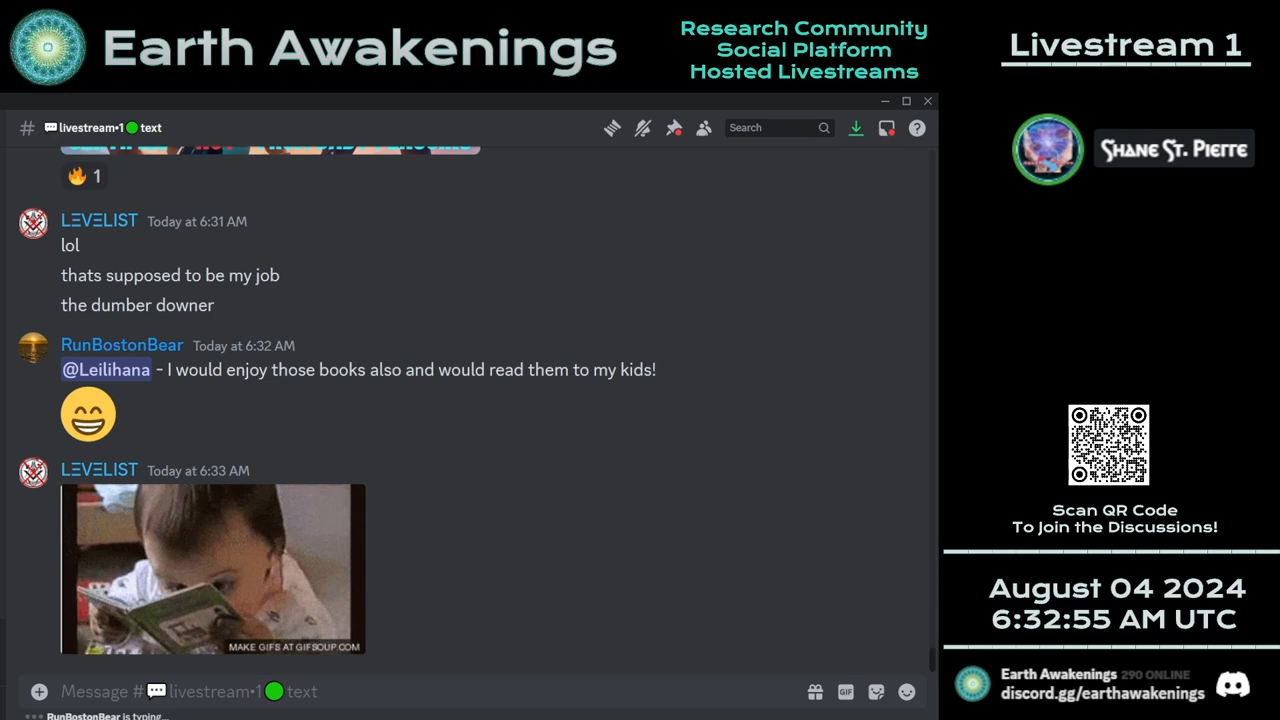 Earth Awakenings
Research Community
Social Platform
Hosted Livestreams
Livestream 1
# 💬livestream•1🟢text
Search
SHANE ST. PIERRE
🔥 1
LΞVΞLIST Today at 6:31 AM
lol
thats supposed to be my job
the dumber downer
RunBostonBear Today at 6:32 AM
@Leilihana - I would enjoy those books also and would read them to my kids!
LΞVΞLIST Today at 6:33 AM
MAKE GIFS AT GIFSOUP.COM
Message #💬livestream•1🟢text
GIF
RunBostonBear is typing...
Scan QR Code
To Join the Discussions!
August 04 2024
6:32:55 AM UTC
Earth Awakenings 290 ONLINE
discord.gg/earthawakenings